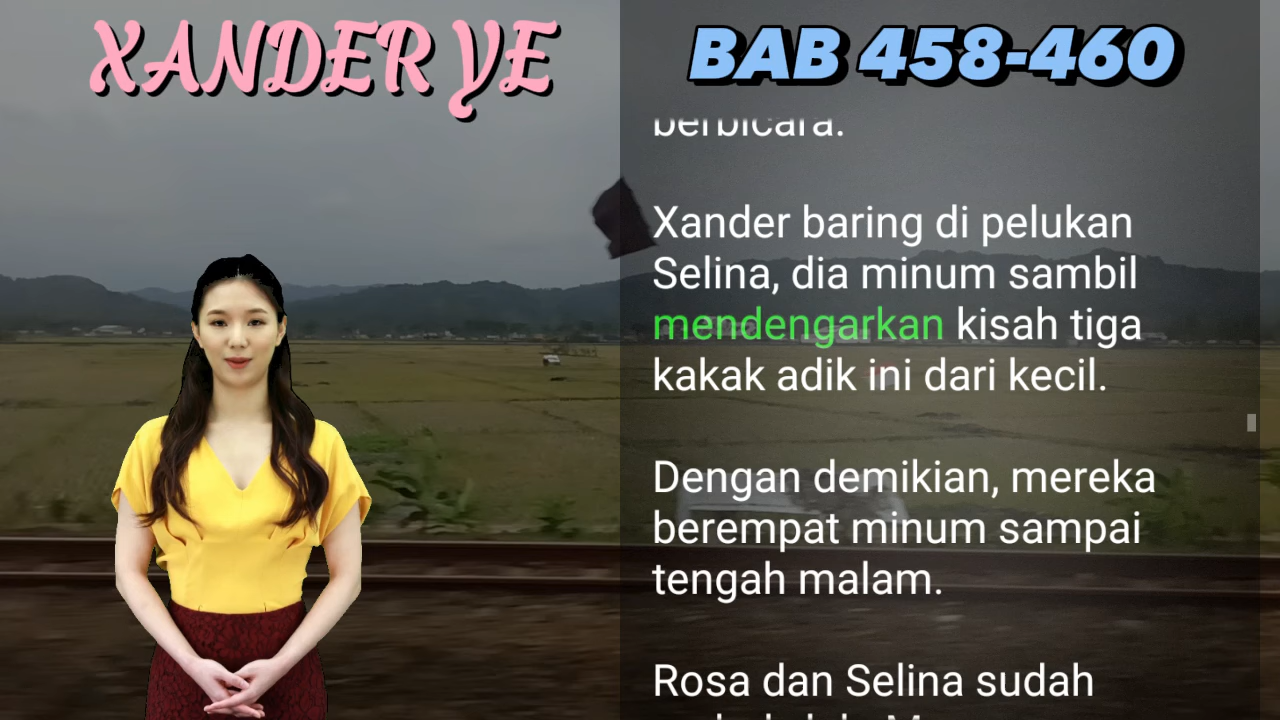 XANDER YE
BAB 458-460
berbicara.
Xander baring di pelukan
Selina, dia minum sambil
mendengarkan kisah tiga
kakak adik ini dari kecil.
Dengan demikian, mereka
berempat minum sampai
tengah malam.
Rosa dan Selina sudah